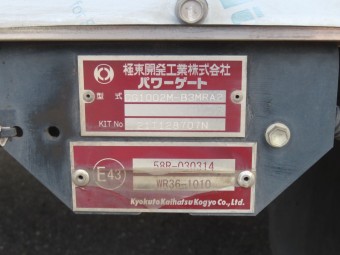 極東開発工業株式会社
パワーゲート
型 式
KIT No
E43
58R-030314
WR36-1010
Kyokuto Kaihatsu Kogyo Co., Ltd.